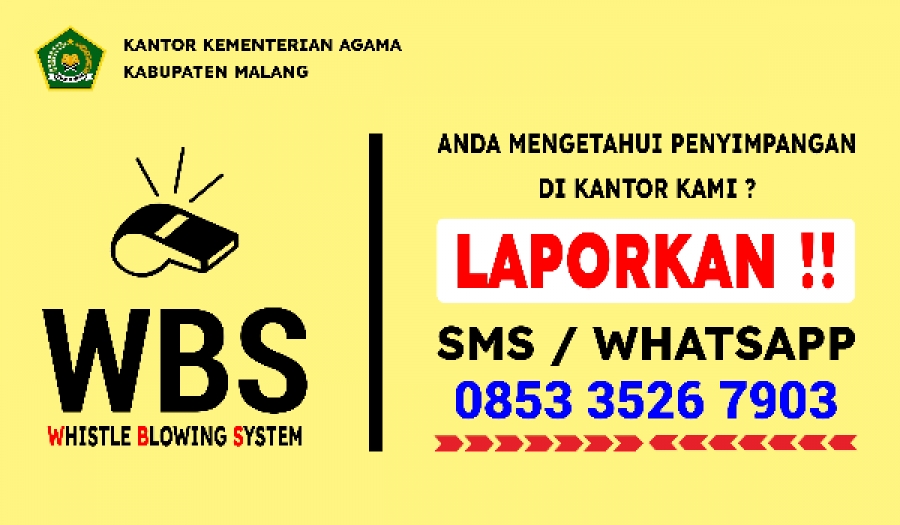 KANTOR KEMENTERIAN AGAMA
KABUPATEN MALANG
WBS
WHISTLE BLOWING SYSTEM
ANDA MENGETAHUI PENYIMPANGAN
DI KANTOR KAMI ?
LAPORKAN !!
SMS / WHATSAPP
0853 3526 7903